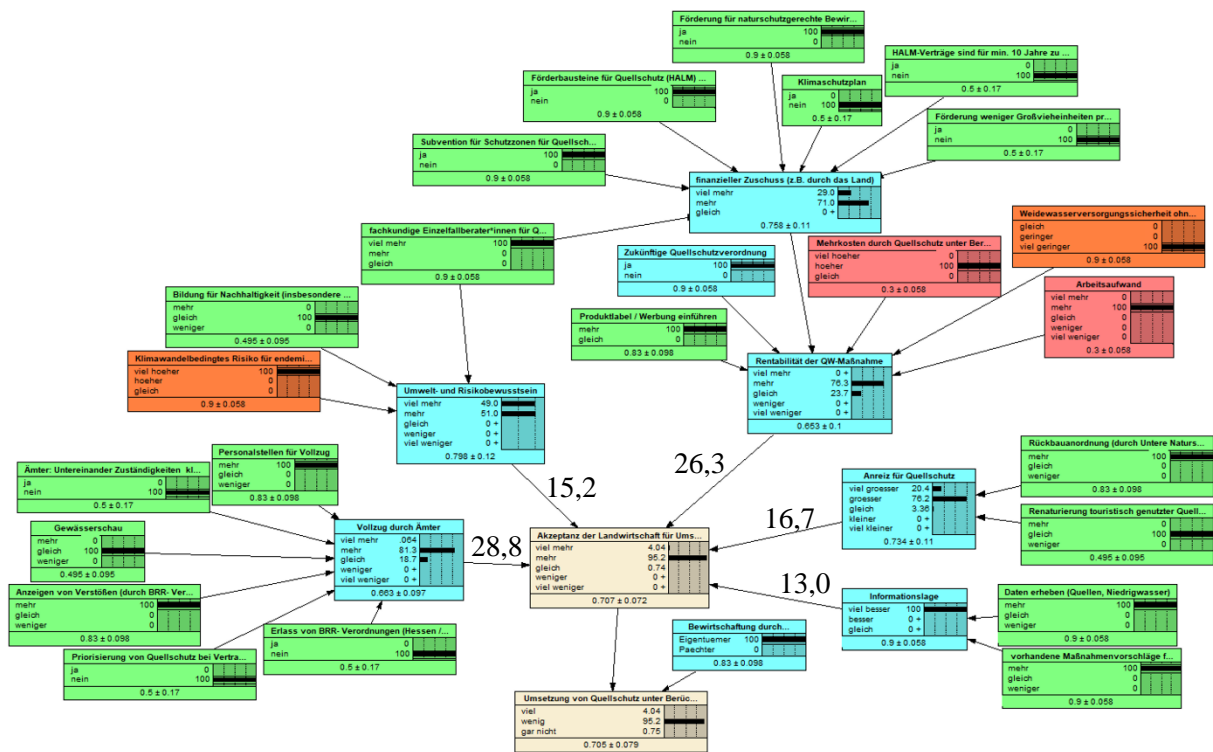 Förderung für naturschutzgerechte Bewir...
ja 100
nein 0
0.9 ± 0.058
HALM-Verträge sind für min. 10 Jahre zu ...
ja 0
nein 100
0.5 ± 0.17
Förderbausteine für Quellschutz (HALM) ...
ja 100
nein 0
0.9 ± 0.058
Klimaschutzplan
ja 0
nein 100
0.5 ± 0.17
Förderung weniger Großvieheinheiten pr...
ja 0
nein 100
0.5 ± 0.17
Subvention für Schutzzonen für Quellsch...
ja 100
nein 0
0.9 ± 0.058
finanzieller Zuschuss (z.B. durch das Land)
viel mehr 29.0
mehr 71.0
gleich 0 +
0.758 ± 0.11
fachkundige Einzelfallberater*innen für Q...
viel mehr 100
mehr 0
gleich 0
0.9 ± 0.058
Zukünftige Quellschutzverordnung
ja 100
nein 0
0.9 ± 0.058
Mehrkosten durch Quellschutz unter Ber...
viel hoeher 0
hoeher 100
gleich 0
0.3 ± 0.058
Weidewasserversorgungssicherheit ohn...
gleich 0
geringer 0
viel geringer 100
0.9 ± 0.058
Arbeitsaufwand
viel mehr 0
mehr 100
gleich 0
weniger 0
viel weniger 0
0.3 ± 0.058
Bildung für Nachhaltigkeit (insbesondere ...
mehr 0
gleich 100
weniger 0
0.495 ± 0.095
Produktlabel / Werbung einführen
mehr 100
gleich 0
0.83 ± 0.098
Klimawandelbedingtes Risiko für endemi...
viel hoeher 100
hoeher 0
gleich 0
0.9 ± 0.058
Rentabilität der QW-Maßnahme
viel mehr 0 +
mehr 76.3
gleich 23.7
weniger 0 +
viel weniger 0 +
0.653 ± 0.1
Umwelt- und Risikobewusstsein
viel mehr 49.0
mehr 51.0
gleich 0 +
weniger 0 +
viel weniger 0 +
0.798 ± 0.12
Personalstellen für Vollzug
mehr 100
gleich 0
weniger 0
0.83 ± 0.098
Ämter: Untereinander Zuständigkeiten kl...
ja 0
nein 100
0.5 ± 0.17
Rückbauanordnung (durch Untere Naturs...
mehr 100
gleich 0
weniger 0
0.83 ± 0.098
26,3
15,2
Anreiz für Quellschutz
viel groesser 20.4
groesser 76.2
gleich 3.36
kleiner 0 +
viel kleiner 0 +
0.734 ± 0.11
Gewässerschau
mehr 0
gleich 100
weniger 0
0.495 ± 0.095
Vollzug durch Ämter
viel mehr .064
mehr 81.3
gleich 18.7
weniger 0 +
viel weniger 0 +
0.663 ± 0.097
28,8
16,7
Renaturierung touristisch genutzter Quell...
mehr 0
gleich 100
weniger 0
0.495 ± 0.095
Akzeptanz der Landwirtschaft für Ums...
viel mehr 4.04
mehr 95.2
gleich 0.74
weniger 0 +
viel weniger 0 +
0.707 ± 0.072
13,0
Anzeigen von Verstößen (durch BRR- Ver...
mehr 100
gleich 0
weniger 0
0.83 ± 0.098
Informationslage
viel besser 100
besser 0 +
gleich 0 +
0.9 ± 0.058
Daten erheben (Quellen, Niedrigwasser)
mehr 100
gleich 0
weniger 0
0.9 ± 0.058
Erlass von BRR- Verordnungen (Hessen /...
ja 0
nein 100
0.5 ± 0.17
Bewirtschaftung durch...
Eigentuemer 100
Paechter 0
0.83 ± 0.098
Priorisierung von Quellschutz bei Vertra...
ja 0
nein 100
0.5 ± 0.17
vorhandene Maßnahmenvorschläge f...
mehr 100
gleich 0
weniger 0
0.9 ± 0.058
Umsetzung von Quellschutz unter Berüc...
viel 4.04
wenig 95.2
gar nicht 0.75
0.705 ± 0.079